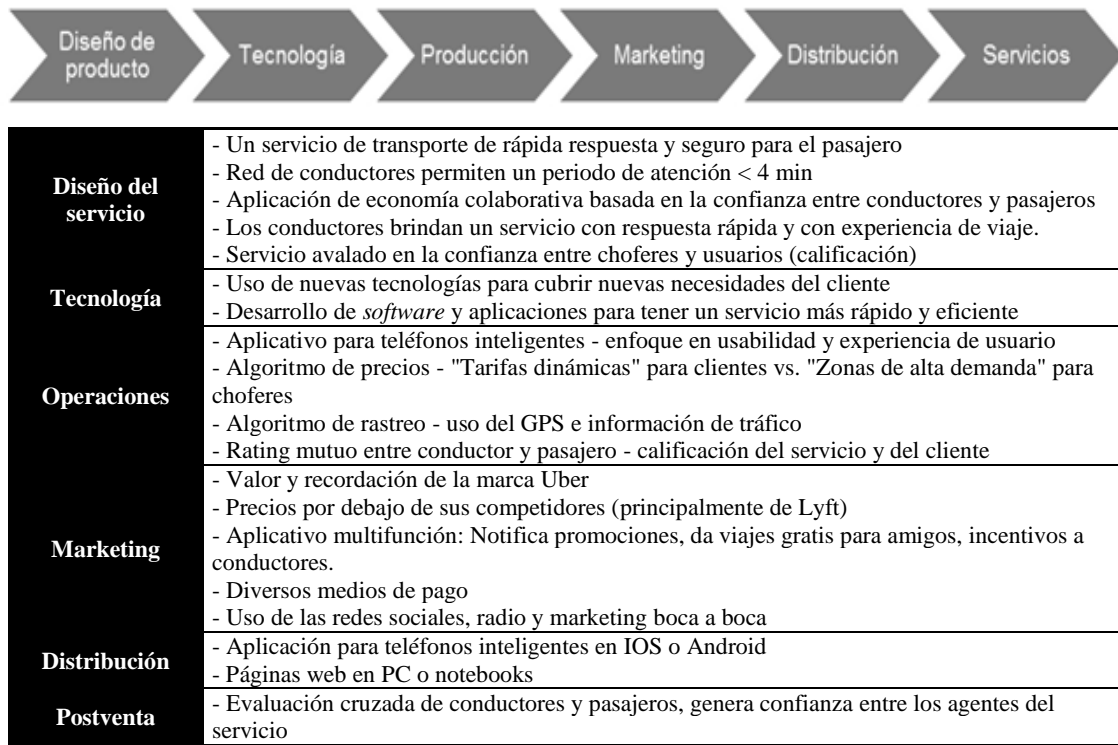 Diseño de
producto
Tecnología
Producción
Marketing
Distribución
Servicios
Diseño del
servicio
- Un servicio de transporte de rápida respuesta y seguro para el pasajero
- Red de conductores permiten un periodo de atención < 4 min
- Aplicación de economía colaborativa basada en la confianza entre conductores y pasajeros
- Los conductores brindan un servicio con respuesta rápida y con experiencia de viaje.
- Servicio avalado en la confianza entre choferes y usuarios (calificación)
Tecnología
- Uso de nuevas tecnologías para cubrir nuevas necesidades del cliente
- Desarrollo de software y aplicaciones para tener un servicio más rápido y eficiente
Operaciones
- Aplicativo para teléfonos inteligentes - enfoque en usabilidad y experiencia de usuario
- Algoritmo de precios - "Tarifas dinámicas" para clientes vs. "Zonas de alta demanda" para
choferes
- Algoritmo de rastreo - uso del GPS e información de tráfico
- Rating mutuo entre conductor y pasajero - calificación del servicio y del cliente
Marketing
- Valor y recordación de la marca Uber
- Precios por debajo de sus competidores (principalmente de Lyft)
- Aplicativo multifunción: Notifica promociones, da viajes gratis para amigos, incentivos a
conductores.
- Diversos medios de pago
- Uso de las redes sociales, radio y marketing boca a boca
Distribución
- Aplicación para teléfonos inteligentes en IOS o Android
- Páginas web en PC o notebooks
Postventa
- Evaluación cruzada de conductores y pasajeros, genera confianza entre los agentes del
servicio